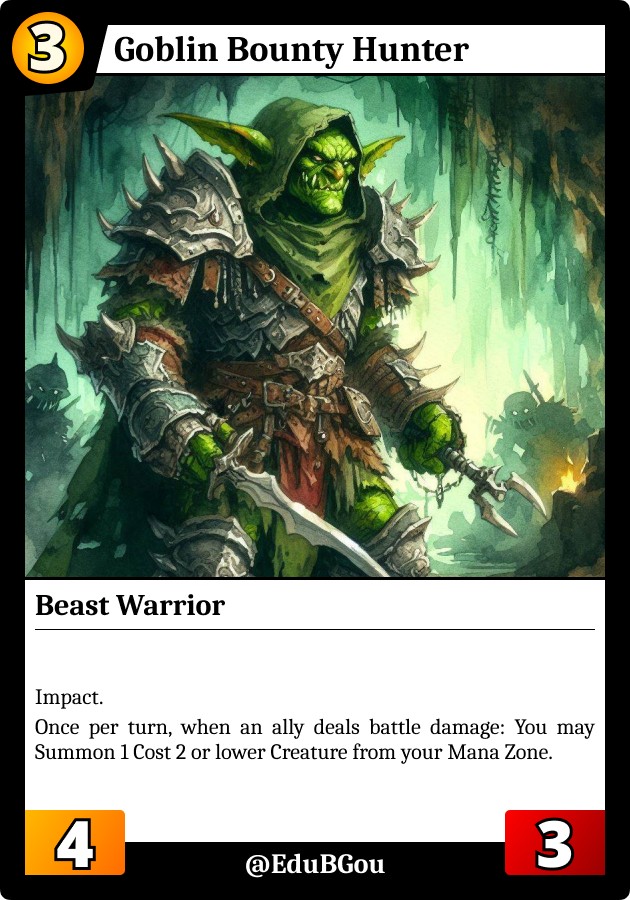 3
Goblin Bounty Hunter
Beast Warrior
Impact.
Once per turn, when an ally deals battle damage: You may
Summon 1 Cost 2 or lower Creature from your Mana Zone.
4
@EduBGou
3